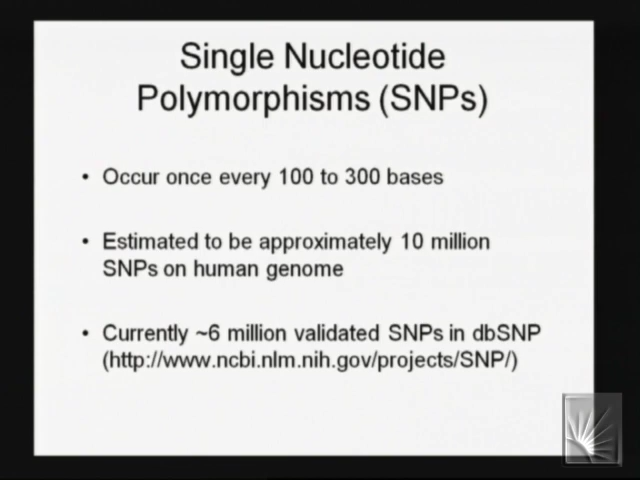 Single Nucleotide
Polymorphisms (SNPs)
• Occur once every 100 to 300 bases
• Estimated to be approximately 10 million
SNPs on human genome
• Currently ~6 million validated SNPs in dbSNP
(http://www.ncbi.nlm.nih.gov/projects/SNP/)